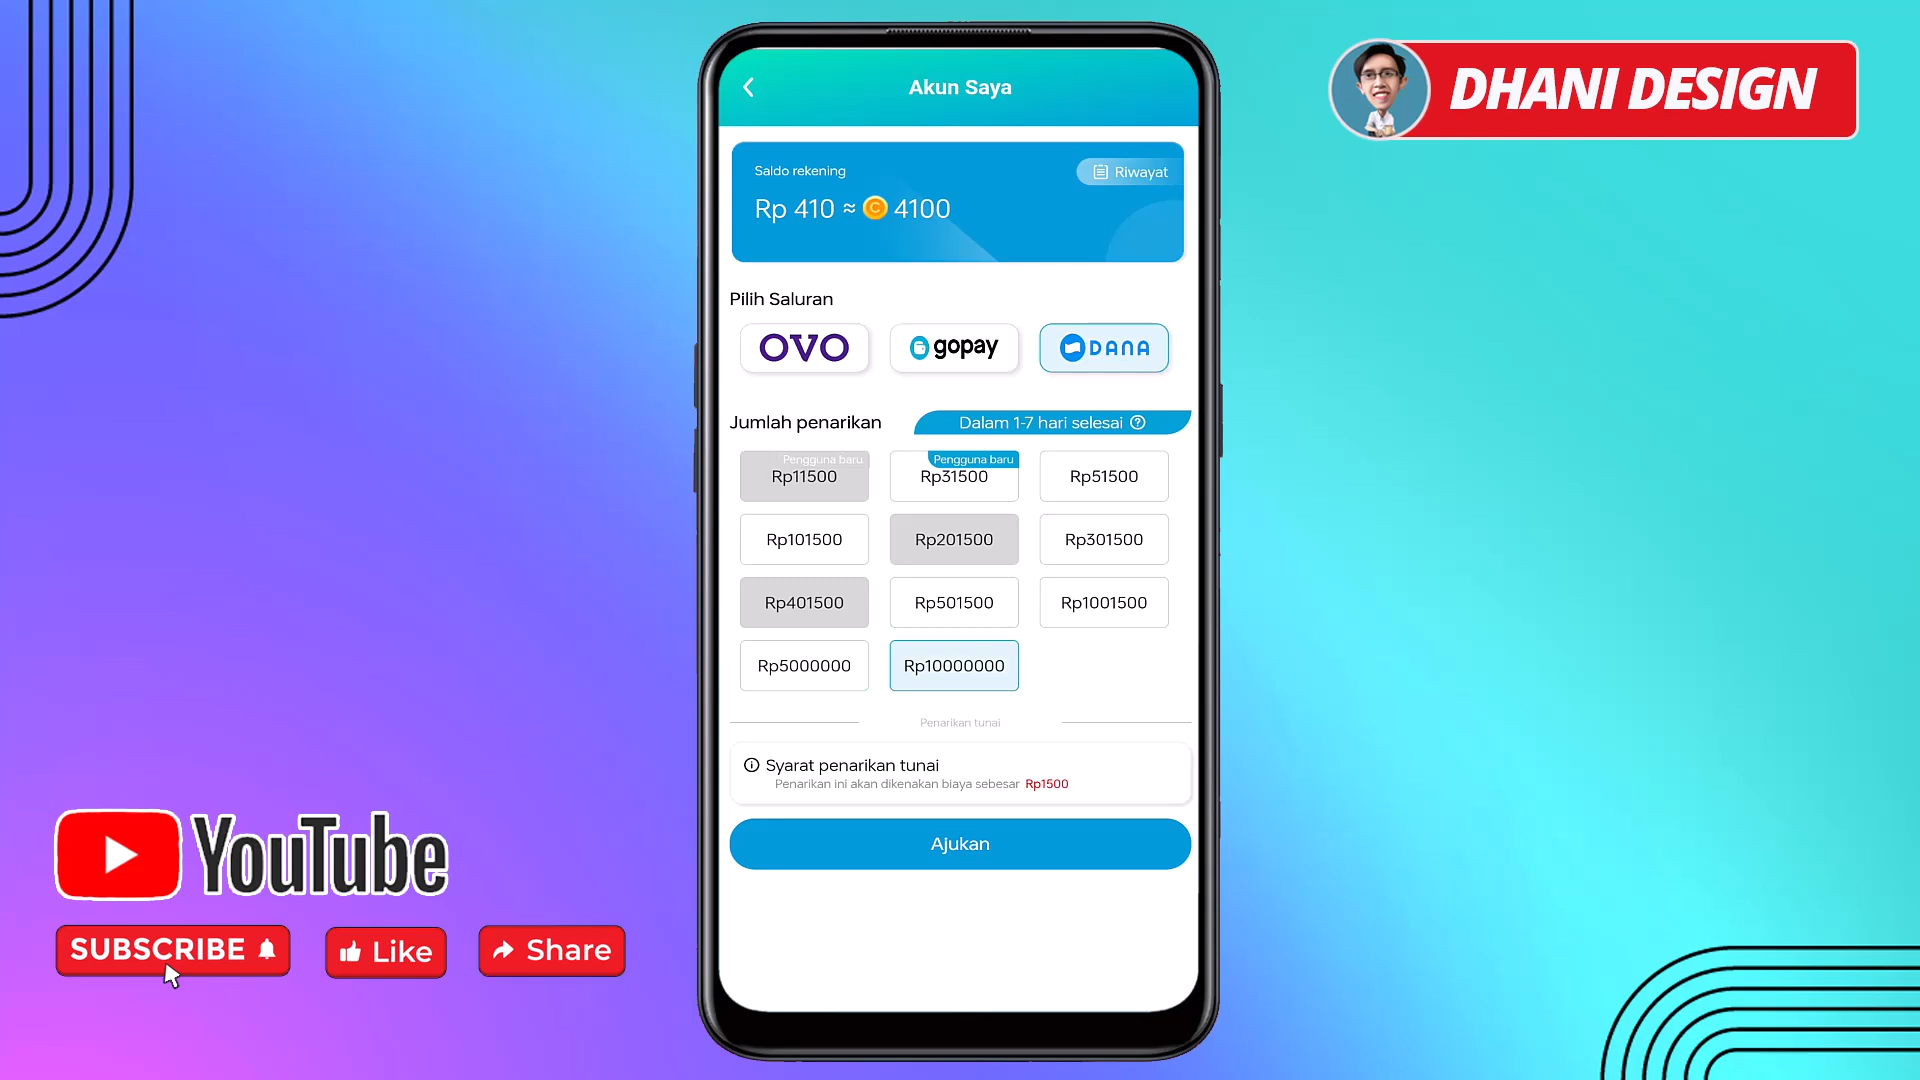 Akun Saya
DHANI DESIGN
Saldo rekening
Riwayat
Rp 410 ≈ C 4100
Pilih Saluran
OVO
gopay
DANA
Jumlah penarikan
Dalam 1-7 hari selesai ?
Pengguna baru
Rp11500
Pengguna baru
Rp31500
Rp51500
Rp101500
Rp201500
Rp301500
Rp401500
Rp501500
Rp1001500
Rp5000000
Rp10000000
Penarikan tunai
Syarat penarikan tunai
Penarikan ini akan dikenakan biaya sebesar Rp1500
Ajukan
YouTube
SUBSCRIBE
Like
Share